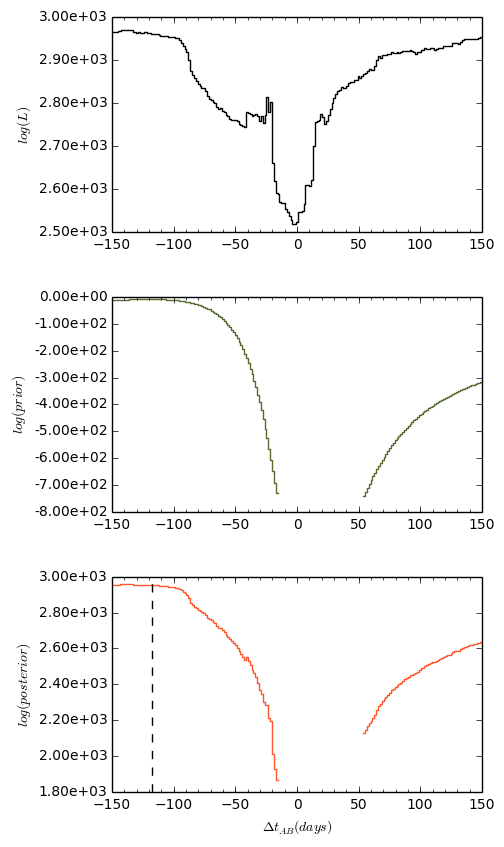 3.00e+03
2.90e+03
2.80e+03
2.70e+03
2.60e+03
2.50e+03
log(L)
−150 −100 −50 0 50 100 150
0.00e+00
-1.00e+02
-2.00e+02
-3.00e+02
-4.00e+02
-5.00e+02
-6.00e+02
-7.00e+02
-8.00e+02
log(prior)
−150 −100 −50 0 50 100 150
3.00e+03
2.80e+03
2.60e+03
2.40e+03
2.20e+03
2.00e+03
1.80e+03
log(posterior)
−150 −100 −50 0 50 100 150
Δt_AB(days)